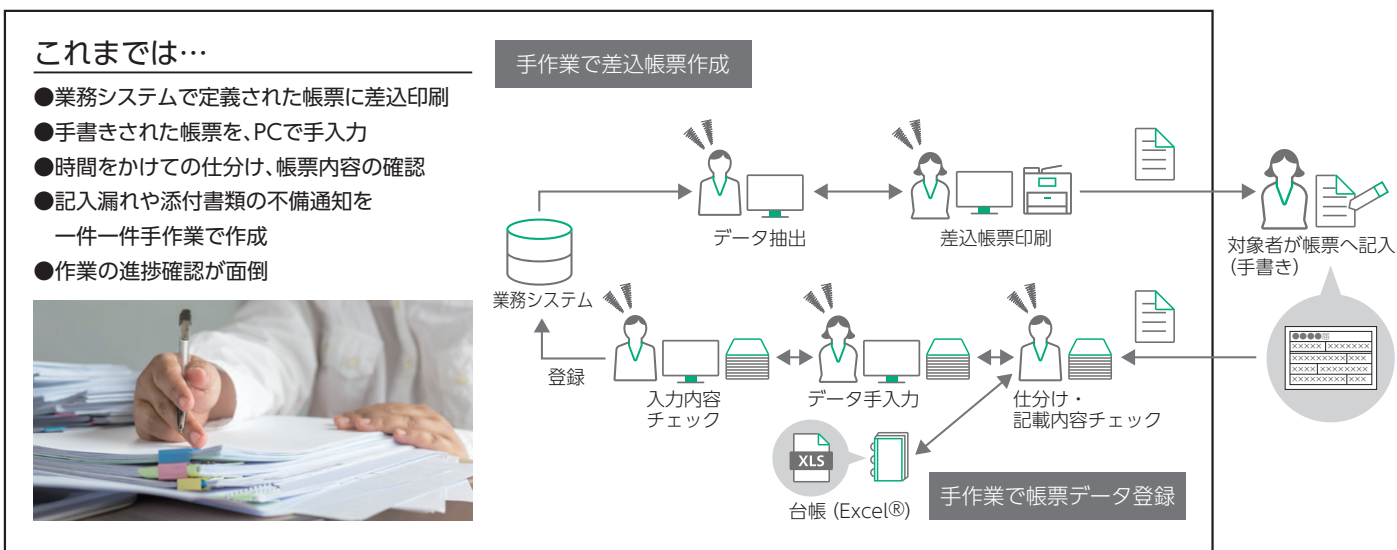 これまでは…
●業務システムで定義された帳票に差込印刷
●手書きされた帳票を、PCで手入力
●時間をかけての仕分け、帳票内容の確認
●記入漏れや添付書類の不備通知を
一件一件手作業で作成
●作業の進捗確認が面倒
手作業で差込帳票作成
データ抽出
差込帳票印刷
対象者が帳票へ記入
(手書き)
業務システム
登録
入力内容
チェック
データ手入力
仕分け・
記載内容チェック
XLS
台帳 (Excel®)
手作業で帳票データ登録